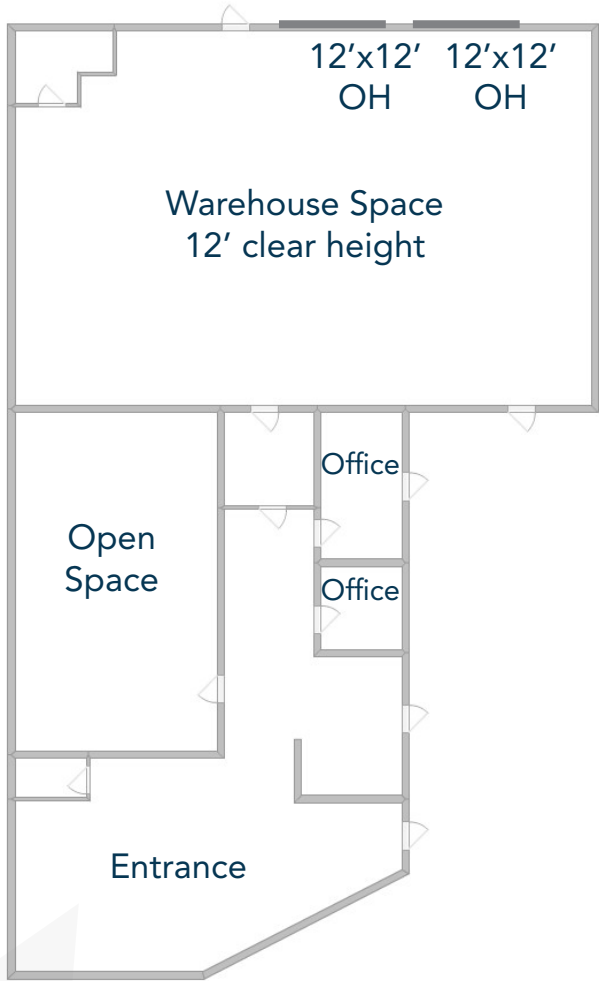 12’x12’ 12’x12’
OH OH
Warehouse Space
12’ clear height
Office
Open
Space
Office
Entrance